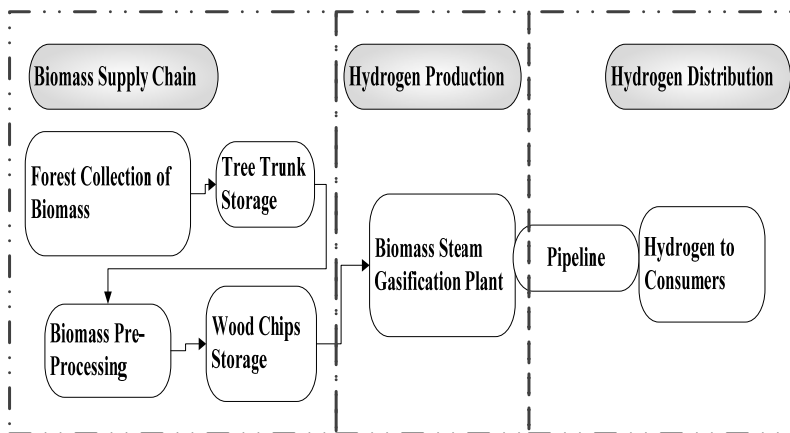 Biomass Supply Chain
Hydrogen Production
Hydrogen Distribution
Forest Collection of
Biomass
Tree Trunk
Storage
Biomass Pre-
Processing
Wood Chips
Storage
Biomass Steam
Gasification Plant
Pipeline
Hydrogen to
Consumers